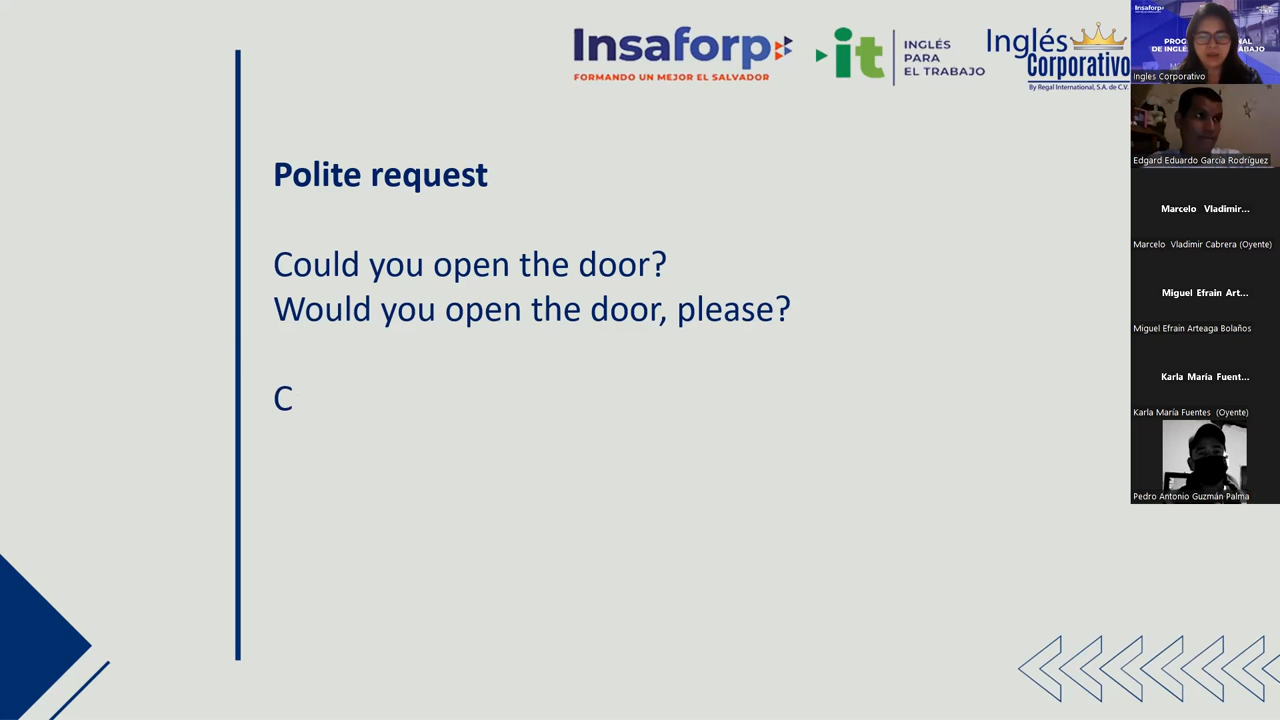 Insaforp
FORMANDO UN MEJOR EL SALVADOR
it
INGLÉS
PARA
EL TRABAJO
Inglés
Corporativo
By Regal International, S.A. de C.V.
Polite request
Could you open the door?
Would you open the door, please?
C
Insaforp
Ingles Corporativo
Edgard Eduardo García Rodríguez
Marcelo Vladimir...
Marcelo Vladimir Cabrera (Oyente)
Miguel Efrain Art...
Miguel Efrain Arteaga Bolaños
Karla María Fuent...
Karla María Fuentes (Oyente)
Pedro Antonio Guzmán Palma